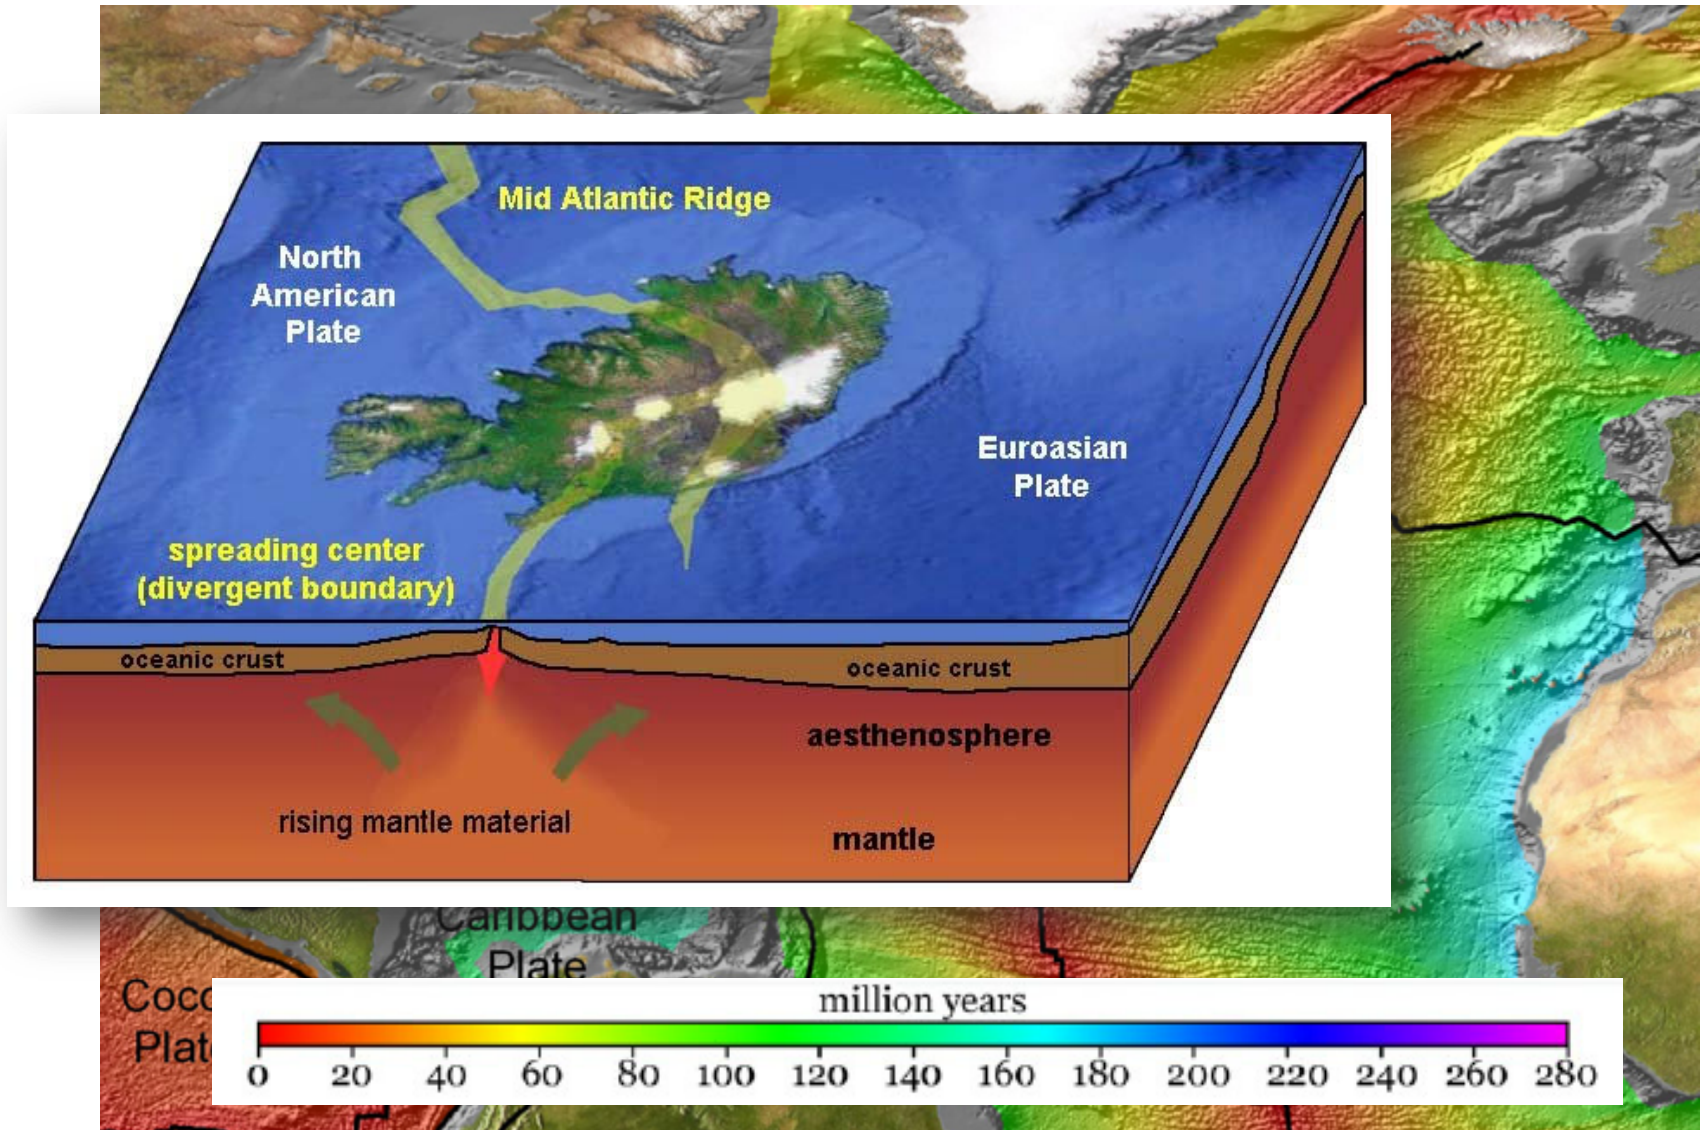 Mid Atlantic Ridge
North
American
Plate
Euroasian
Plate
spreading center
(divergent boundary)
oceanic crust
oceanic crust
aesthenosphere
rising mantle material
mantle
Caribbean
Plate
Coco
Plat
million years
0 20 40 60 80 100 120 140 160 180 200 220 240 260 280